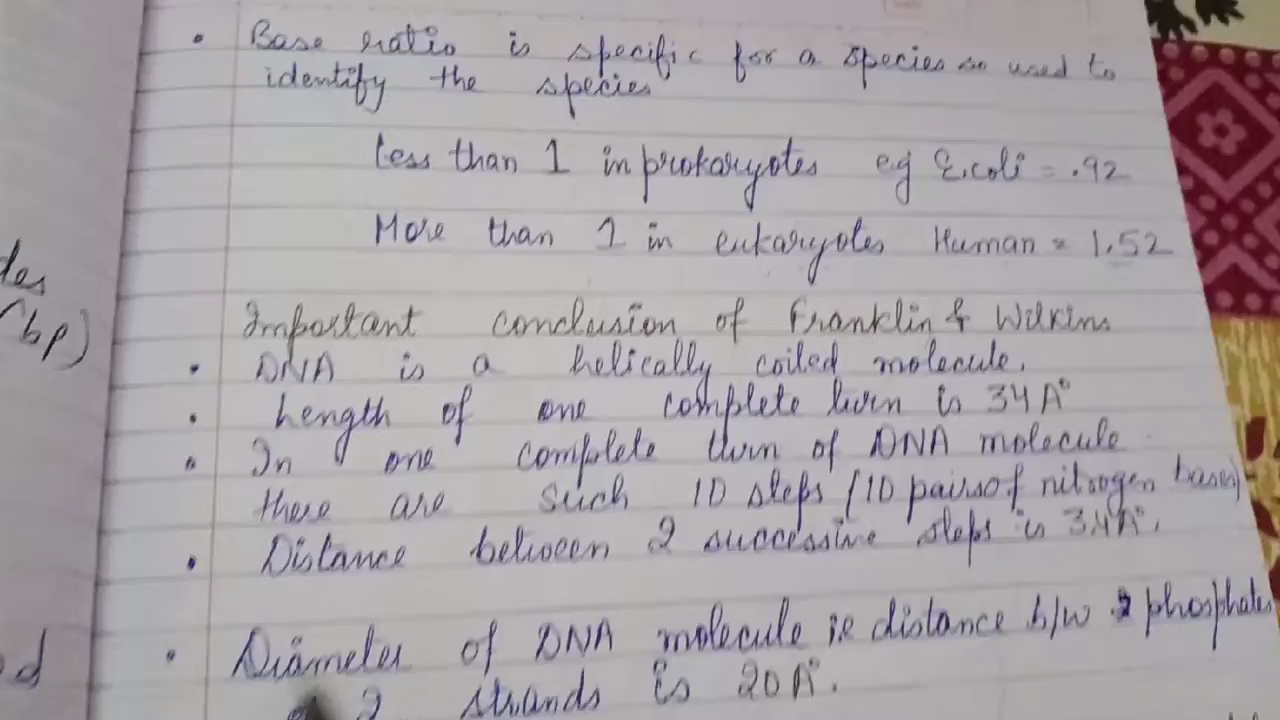 • Base ratio is specific for a species so used to
identify the species
Less than 1 in prokaryotes eg E.coli = .92
More than 1 in eukaryotes Human = 1.52
Important conclusion of Franklin & Wilkins
• DNA is a helically coiled molecule.
• Length of one complete turn is 34A°
• In one complete turn of DNA molecule
there are such 10 steps (10 pairs of nitrogen bases)
• Distance between 2 successive steps is 3.4A°.
(bp)
• Diameter of DNA molecule ie distance b/w 2 phosphates
2 strands is 20A°.